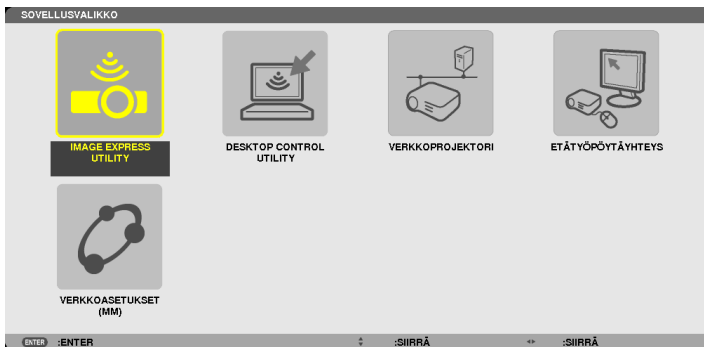 SOVELLUSVALIKKO
IMAGE EXPRESS
UTILITY
DESKTOP CONTROL
UTILITY
VERKKOPROJEKTORI
ETÄTYÖPÖYTÄYHTEYS
VERKKOASETUKSET
(MM)
ENTER :ENTER :SIIRRÄ :SIIRRÄ